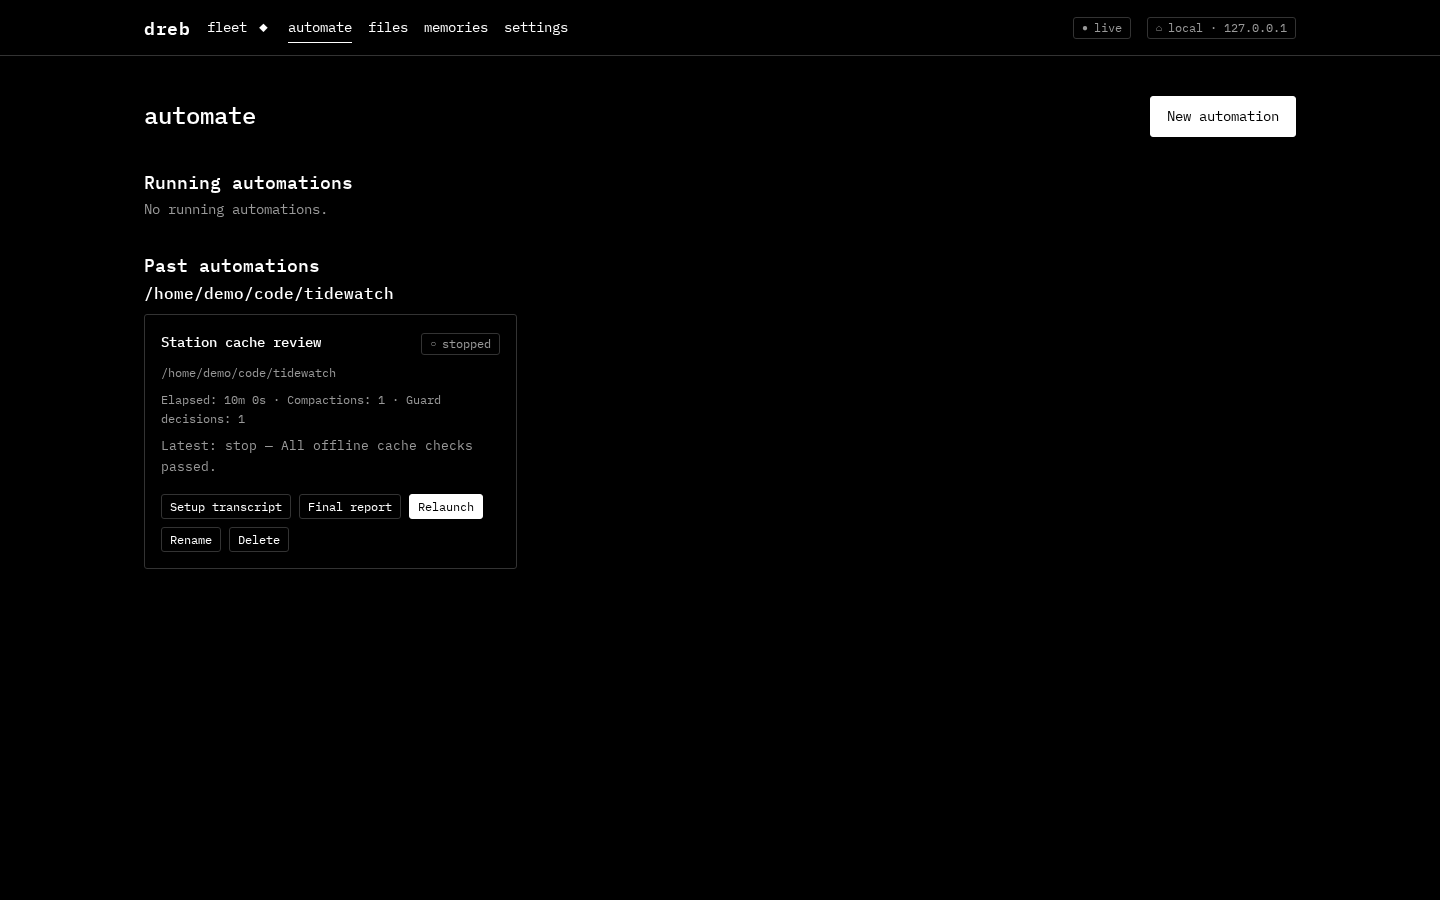 dreb fleet ◆ automate files memories settings ● live ⌂ local · 127.0.0.1
automate New automation
Running automations
No running automations.
Past automations
/home/demo/code/tidewatch
Station cache review ○ stopped
/home/demo/code/tidewatch
Elapsed: 10m 0s · Compactions: 1 · Guard
decisions: 1
Latest: stop — All offline cache checks
passed.
Setup transcript Final report Relaunch
Rename Delete